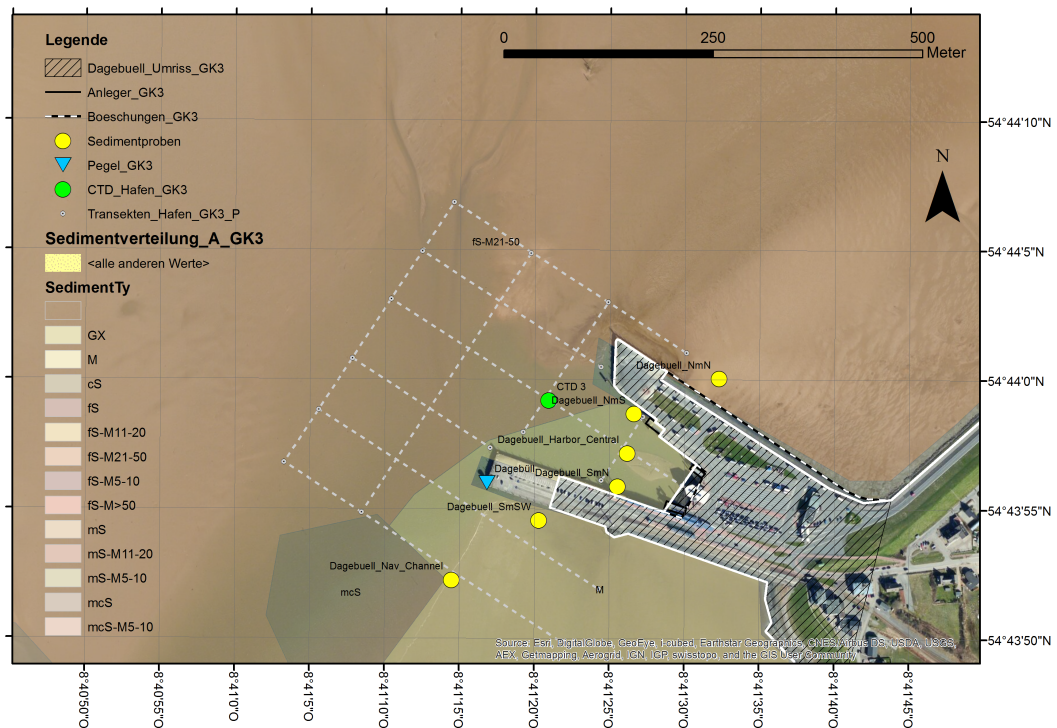 Legende
Dagebuell_Umriss_GK3
Anleger_GK3
Boeschungen_GK3
Sedimentproben
Pegel_GK3
CTD_Hafen_GK3
Transekten_Hafen_GK3_P
Sedimentverteilung_A_GK3
<alle anderen Werte>
SedimentTy
GX
M
cS
fS
fS-M11-20
fS-M21-50
fS-M5-10
fS-M>50
mS
mS-M11-20
mS-M5-10
mcS
mcS-M5-10
0 250 500
Meter
N
fS-M21-50
Dagebuell_NmN
CTD 3
Dagebuell_NmS
Dagebuell_Harbor_Central
Dagebüll
Dagebuell_SmN
Dagebuell_SmSW
Dagebuell_Nav_Channel
mcS
M
Source: Esri, DigitalGlobe, GeoEye, i-cubed, Earthstar Geographics, CNES/Airbus DS, USDA, USGS,
AEX, Getmapping, Aerogrid, IGN, IGP, swisstopo, and the GIS User Community
54°44'10"N
54°44'5"N
54°44'0"N
54°43'55"N
54°43'50"N
8°40'50"O
8°40'55"O
8°41'0"O
8°41'5"O
8°41'10"O
8°41'15"O
8°41'20"O
8°41'25"O
8°41'30"O
8°41'35"O
8°41'40"O
8°41'45"O